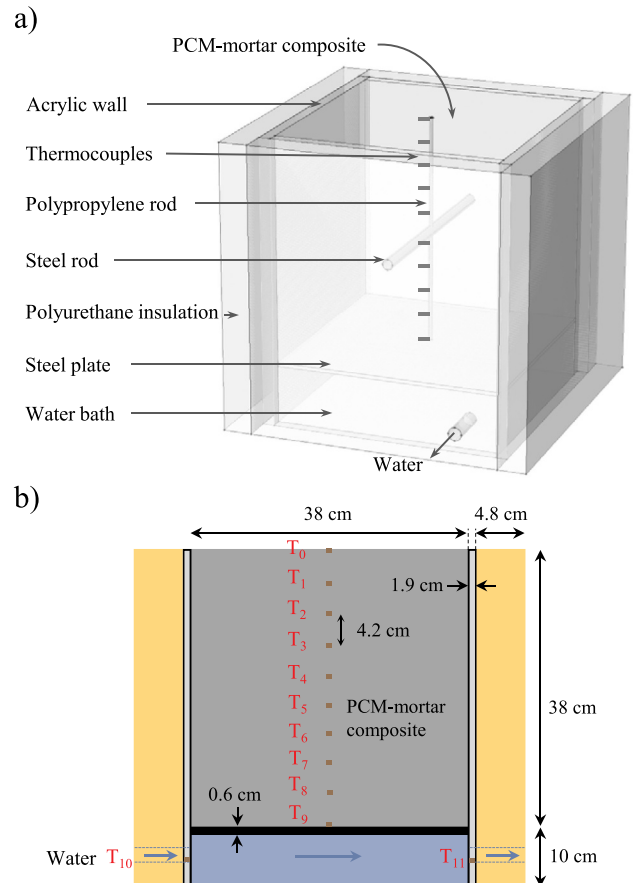 a)
PCM-mortar composite
Acrylic wall
Thermocouples
Polypropylene rod
Steel rod
Polyurethane insulation
Steel plate
Water bath
Water
b)
38 cm
4.8 cm
T₀
T₁
1.9 cm
T₂
4.2 cm
T₃
T₄
T₅
PCM-mortar
composite
38 cm
T₆
T₇
T₈
0.6 cm
T₉
Water
T₁₀
T₁₁
10 cm